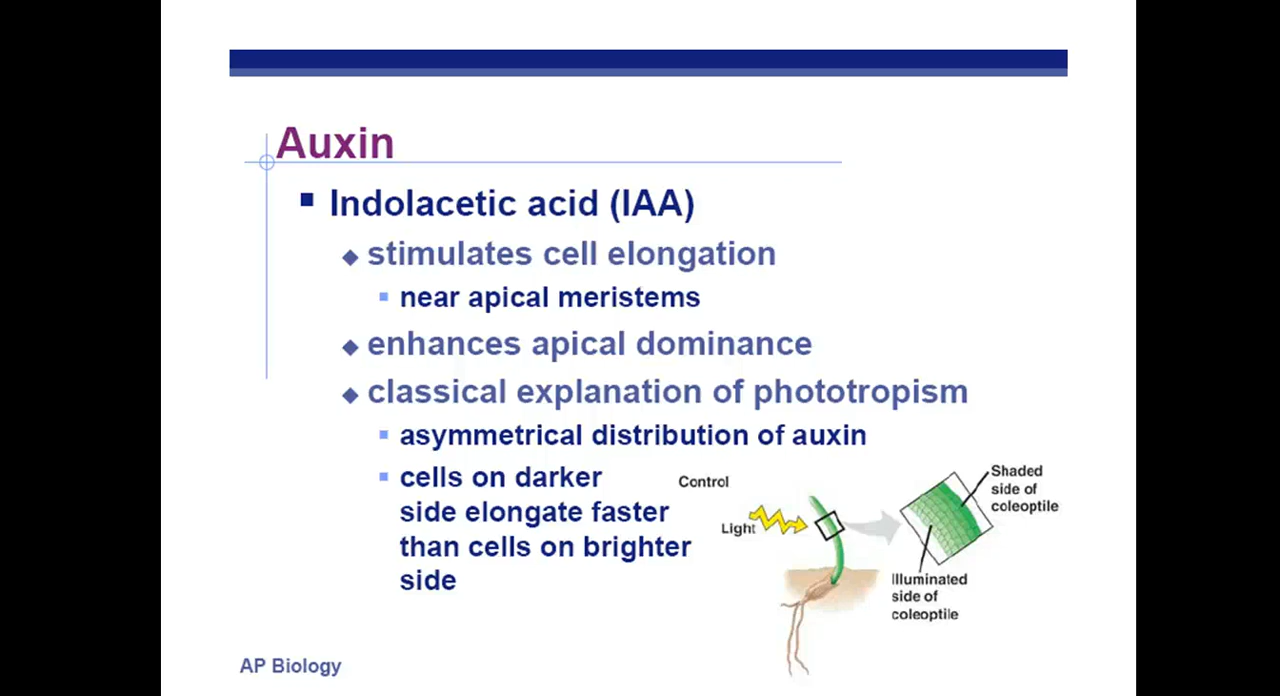 Auxin
Indolacetic acid (IAA)
stimulates cell elongation
near apical meristems
enhances apical dominance
classical explanation of phototropism
asymmetrical distribution of auxin
cells on darker
side elongate faster
than cells on brighter
side
Control
Light
Shaded
side of
coleoptile
Illuminated
side of
coleoptile
AP Biology